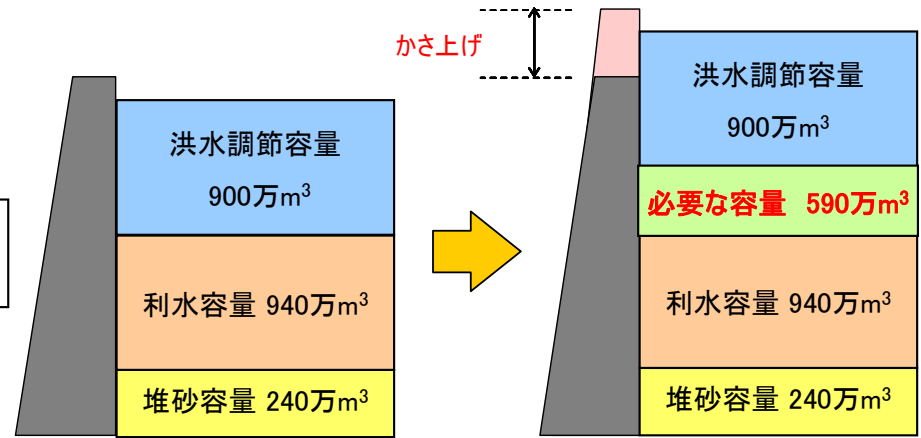 洪水調節容量
900万m³
利水容量 940万m³
堆砂容量 240万m³
かさ上げ
洪水調節容量
900万m³
必要な容量 590万m³
利水容量 940万m³
堆砂容量 240万m³